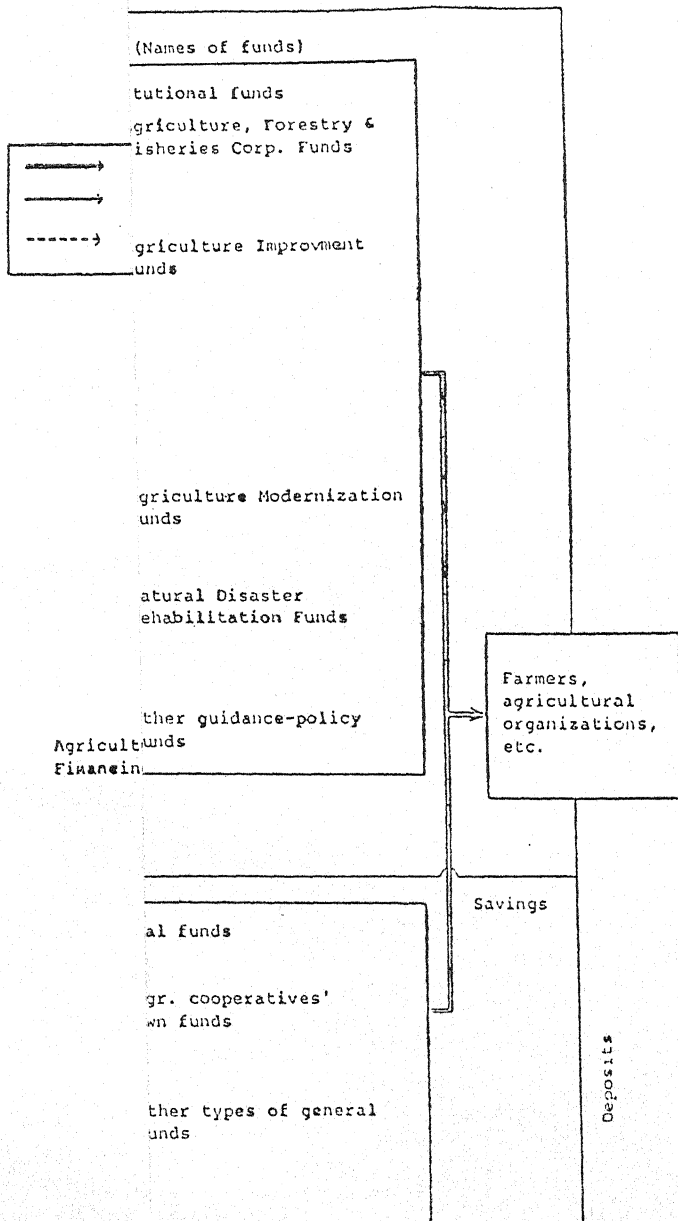 (Names of funds)
tutional funds
griculture, Forestry &
isheries Corp. Funds
griculture Improvment
unds
griculture Modernization
unds
atural Disaster
ehabilitation Funds
ther guidance-policy
unds
Agricult
Financin
Farmers,
agricultural
organizations,
etc.
Savings
al funds
gr. cooperatives'
wn funds
ther types of general
unds
Deposits